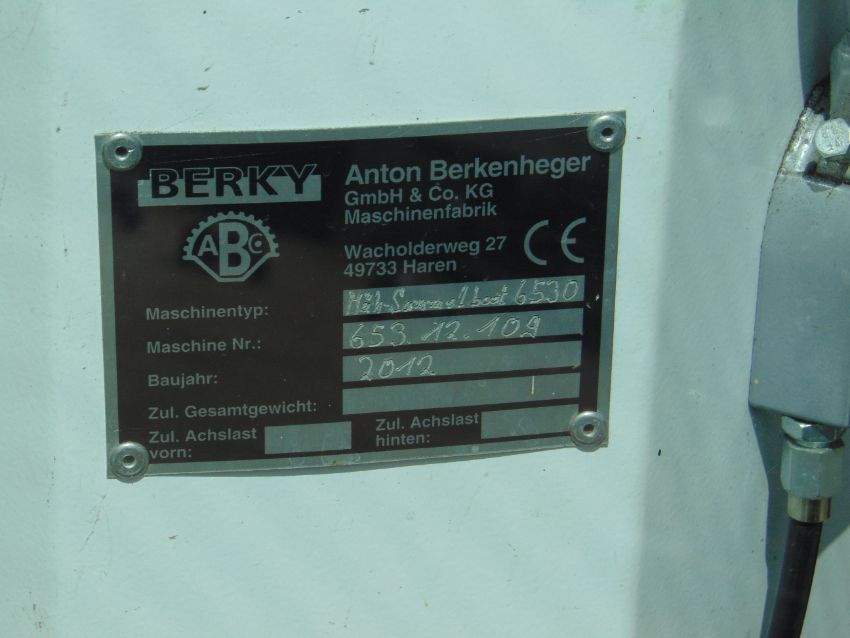 BERKY
ABC
Anton Berkenheger
GmbH & Co. KG
Maschinenfabrik
Wacholderweg 27
49733 Haren
CE
Maschinentyp: Mäh-Sammelboot 6530
Maschine Nr.: 653.12.109
Baujahr: 2012
Zul. Gesamtgewicht:
Zul. Achslast vorn:
Zul. Achslast hinten: